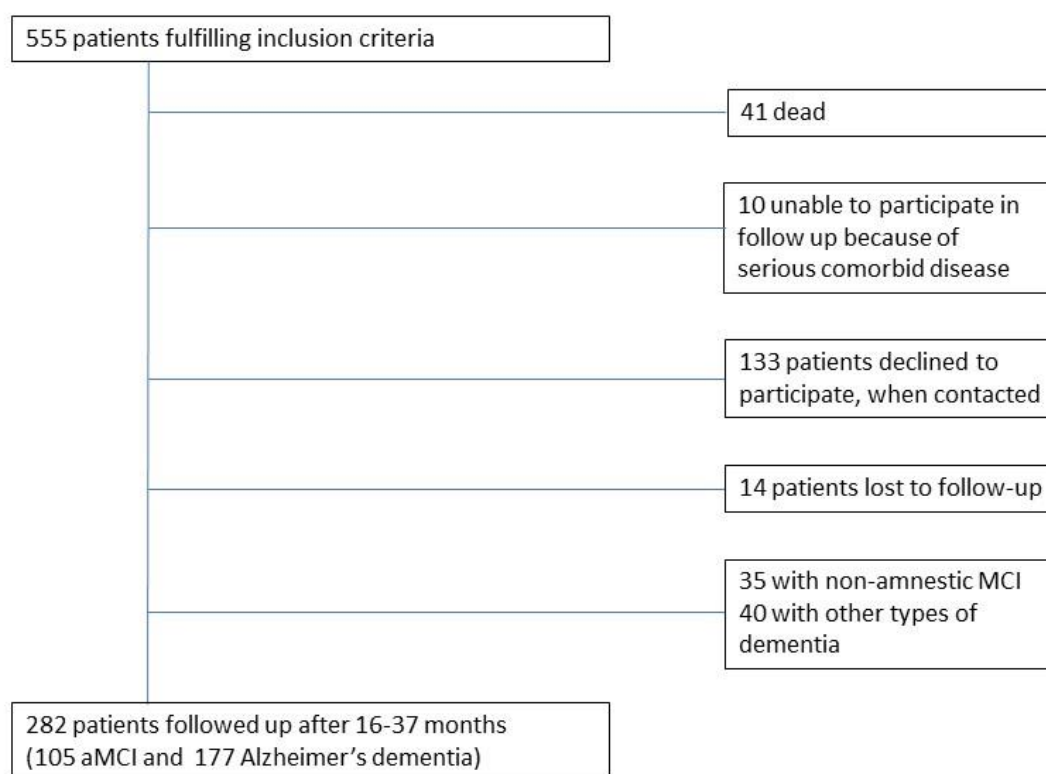 555 patients fulfilling inclusion criteria
41 dead
10 unable to participate in
follow up because of
serious comorbid disease
133 patients declined to
participate, when contacted
14 patients lost to follow-up
35 with non-amnestic MCI
40 with other types of
dementia
282 patients followed up after 16-37 months
(105 aMCI and  177 Alzheimer's dementia)